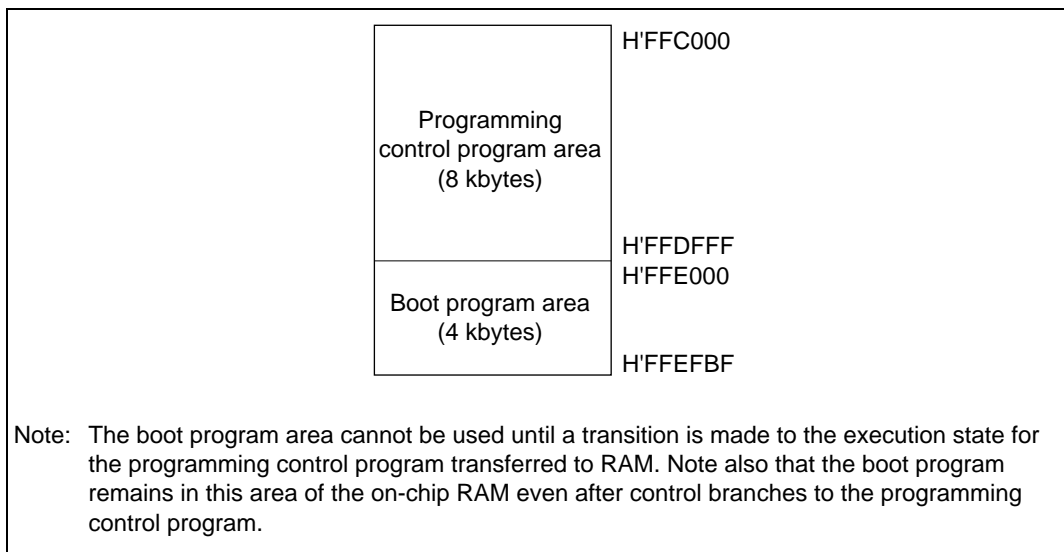 H'FFC000
Programming
control program area
(8 kbytes)
H'FFDFFF
H'FFE000
Boot program area
(4 kbytes)
H'FFEFBF
Note: The boot program area cannot be used until a transition is made to the execution state for
the programming control program transferred to RAM. Note also that the boot program
remains in this area of the on-chip RAM even after control branches to the programming
control program.